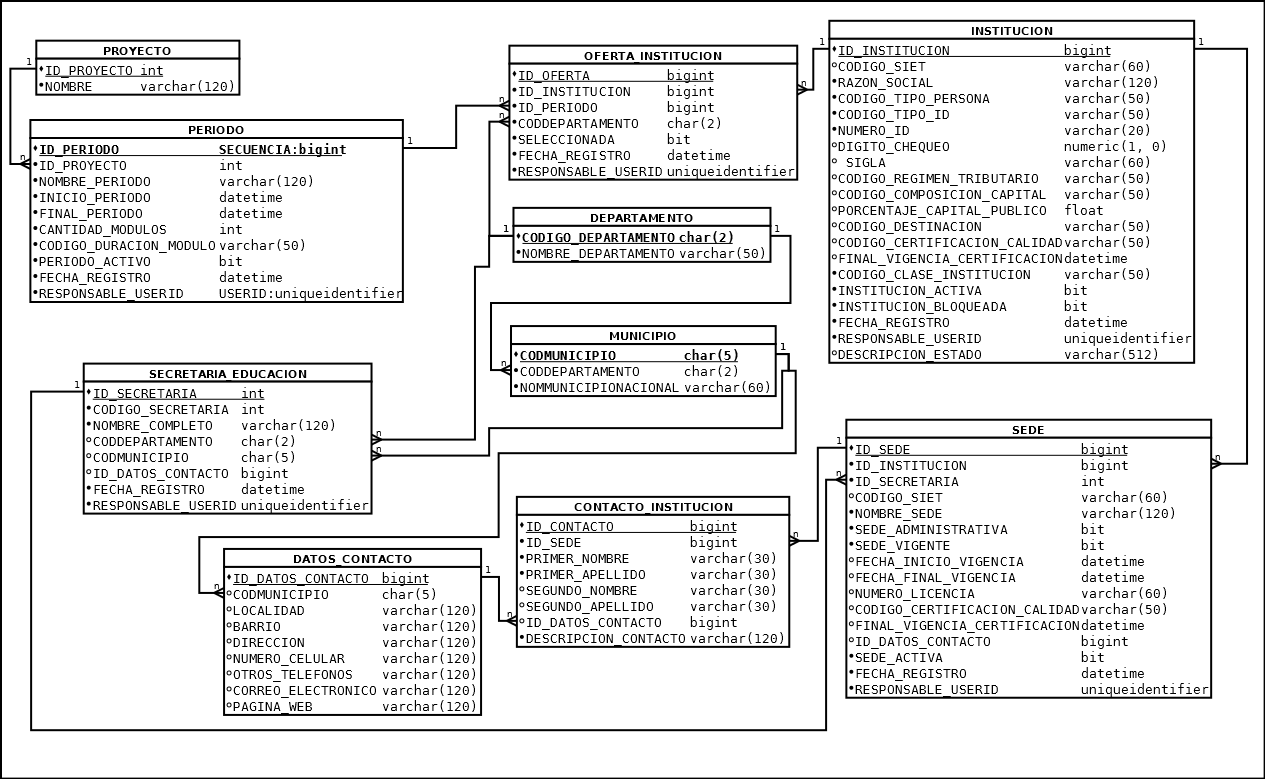 PROYECTO
ID_PROYECTO int
NOMBRE varchar(120)
1
n
PERIODO
ID_PERIODO SECUENCIA:bigint
ID_PROYECTO int
NOMBRE_PERIODO varchar(120)
INICIO_PERIODO datetime
FINAL_PERIODO datetime
CANTIDAD_MODULOS int
CODIGO_DURACION_MODULO varchar(50)
PERIODO_ACTIVO bit
FECHA_REGISTRO datetime
RESPONSABLE_USERID USERID:uniqueidentifier
1
n
n
OFERTA_INSTITUCION
ID_OFERTA bigint
ID_INSTITUCION bigint
ID_PERIODO bigint
CODDEPARTAMENTO char(2)
SELECCIONADA bit
FECHA_REGISTRO datetime
RESPONSABLE_USERID uniqueidentifier
n
1
INSTITUCION
ID_INSTITUCION bigint
CODIGO_SIET varchar(60)
RAZON_SOCIAL varchar(120)
CODIGO_TIPO_PERSONA varchar(50)
CODIGO_TIPO_ID varchar(50)
NUMERO_ID varchar(20)
DIGITO_CHEQUEO numeric(1, 0)
SIGLA varchar(60)
CODIGO_REGIMEN_TRIBUTARIO varchar(50)
CODIGO_COMPOSICION_CAPITAL varchar(50)
PORCENTAJE_CAPITAL_PUBLICO float
CODIGO_DESTINACION varchar(50)
CODIGO_CERTIFICACION_CALIDAD varchar(50)
FINAL_VIGENCIA_CERTIFICACION datetime
CODIGO_CLASE_INSTITUCION varchar(50)
INSTITUCION_ACTIVA bit
INSTITUCION_BLOQUEADA bit
FECHA_REGISTRO datetime
RESPONSABLE_USERID uniqueidentifier
DESCRIPCION_ESTADO varchar(512)
1
DEPARTAMENTO
1
CODIGO_DEPARTAMENTO char(2)
NOMBRE_DEPARTAMENTO varchar(50)
1
MUNICIPIO
CODMUNICIPIO char(5)
CODDEPARTAMENTO char(2)
NOMMUNICIPIONACIONAL varchar(60)
1
n
SECRETARIA_EDUCACION
1
ID_SECRETARIA int
CODIGO_SECRETARIA int
NOMBRE_COMPLETO varchar(120)
CODDEPARTAMENTO char(2)
CODMUNICIPIO char(5)
ID_DATOS_CONTACTO bigint
FECHA_REGISTRO datetime
RESPONSABLE_USERID uniqueidentifier
n
n
SEDE
1
ID_SEDE bigint
ID_INSTITUCION bigint
ID_SECRETARIA int
CODIGO_SIET varchar(60)
NOMBRE_SEDE varchar(120)
SEDE_ADMINISTRATIVA bit
SEDE_VIGENTE bit
FECHA_INICIO_VIGENCIA datetime
FECHA_FINAL_VIGENCIA datetime
NUMERO_LICENCIA varchar(60)
CODIGO_CERTIFICACION_CALIDAD varchar(50)
FINAL_VIGENCIA_CERTIFICACION datetime
ID_DATOS_CONTACTO bigint
SEDE_ACTIVA bit
FECHA_REGISTRO datetime
RESPONSABLE_USERID uniqueidentifier
n
n
CONTACTO_INSTITUCION
ID_CONTACTO bigint
ID_SEDE bigint
PRIMER_NOMBRE varchar(30)
PRIMER_APELLIDO varchar(30)
SEGUNDO_NOMBRE varchar(30)
SEGUNDO_APELLIDO varchar(30)
ID_DATOS_CONTACTO bigint
DESCRIPCION_CONTACTO varchar(120)
n
n
DATOS_CONTACTO
1
ID_DATOS_CONTACTO bigint
CODMUNICIPIO char(5)
LOCALIDAD varchar(120)
BARRIO varchar(120)
DIRECCION varchar(120)
NUMERO_CELULAR varchar(120)
OTROS_TELEFONOS varchar(120)
CORREO_ELECTRONICO varchar(120)
PAGINA_WEB varchar(120)
n